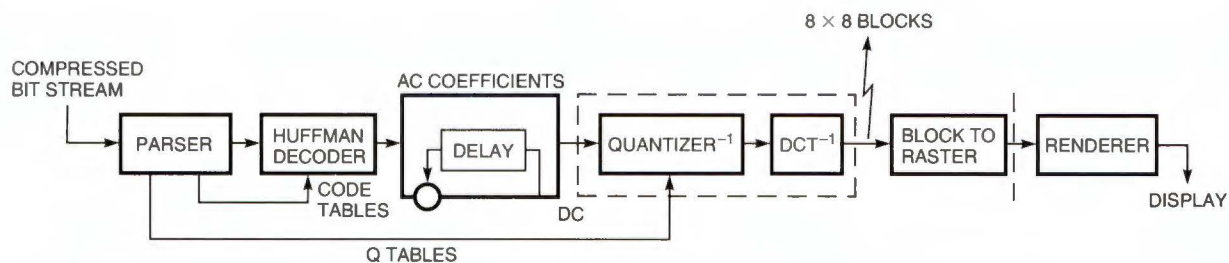 8 × 8 BLOCKS
COMPRESSED
BIT STREAM
AC COEFFICIENTS
PARSER
HUFFMAN
DECODER
DELAY
QUANTIZER⁻¹
DCT⁻¹
BLOCK TO
RASTER
RENDERER
CODE
TABLES
DC
DISPLAY
Q TABLES